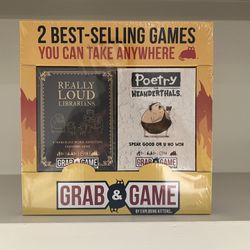 2 BEST-SELLING GAMES
YOU CAN TAKE ANYWHERE
REALLY
LOUD
LIBRARIANS
GRAB & GAME
Poetry
for
NEANDERTHALS.
SPEAK GOOD OR U NO WIN
GRAB & GAME
GRAB & GAME
BY EXPLODING KITTENS